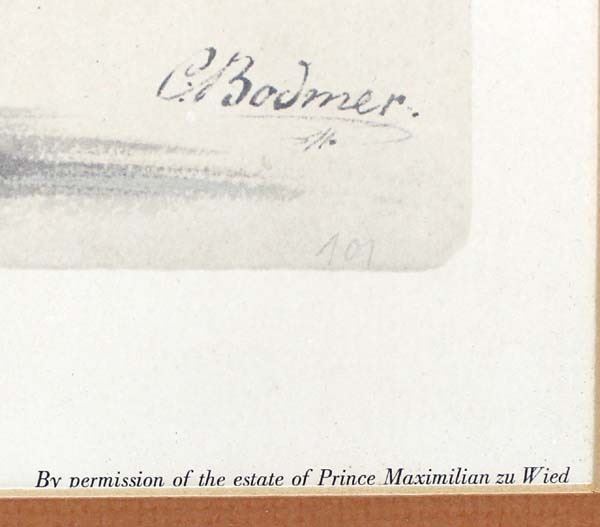 C. Bodmer.
101
By permission of the estate of Prince Maximilian zu Wied